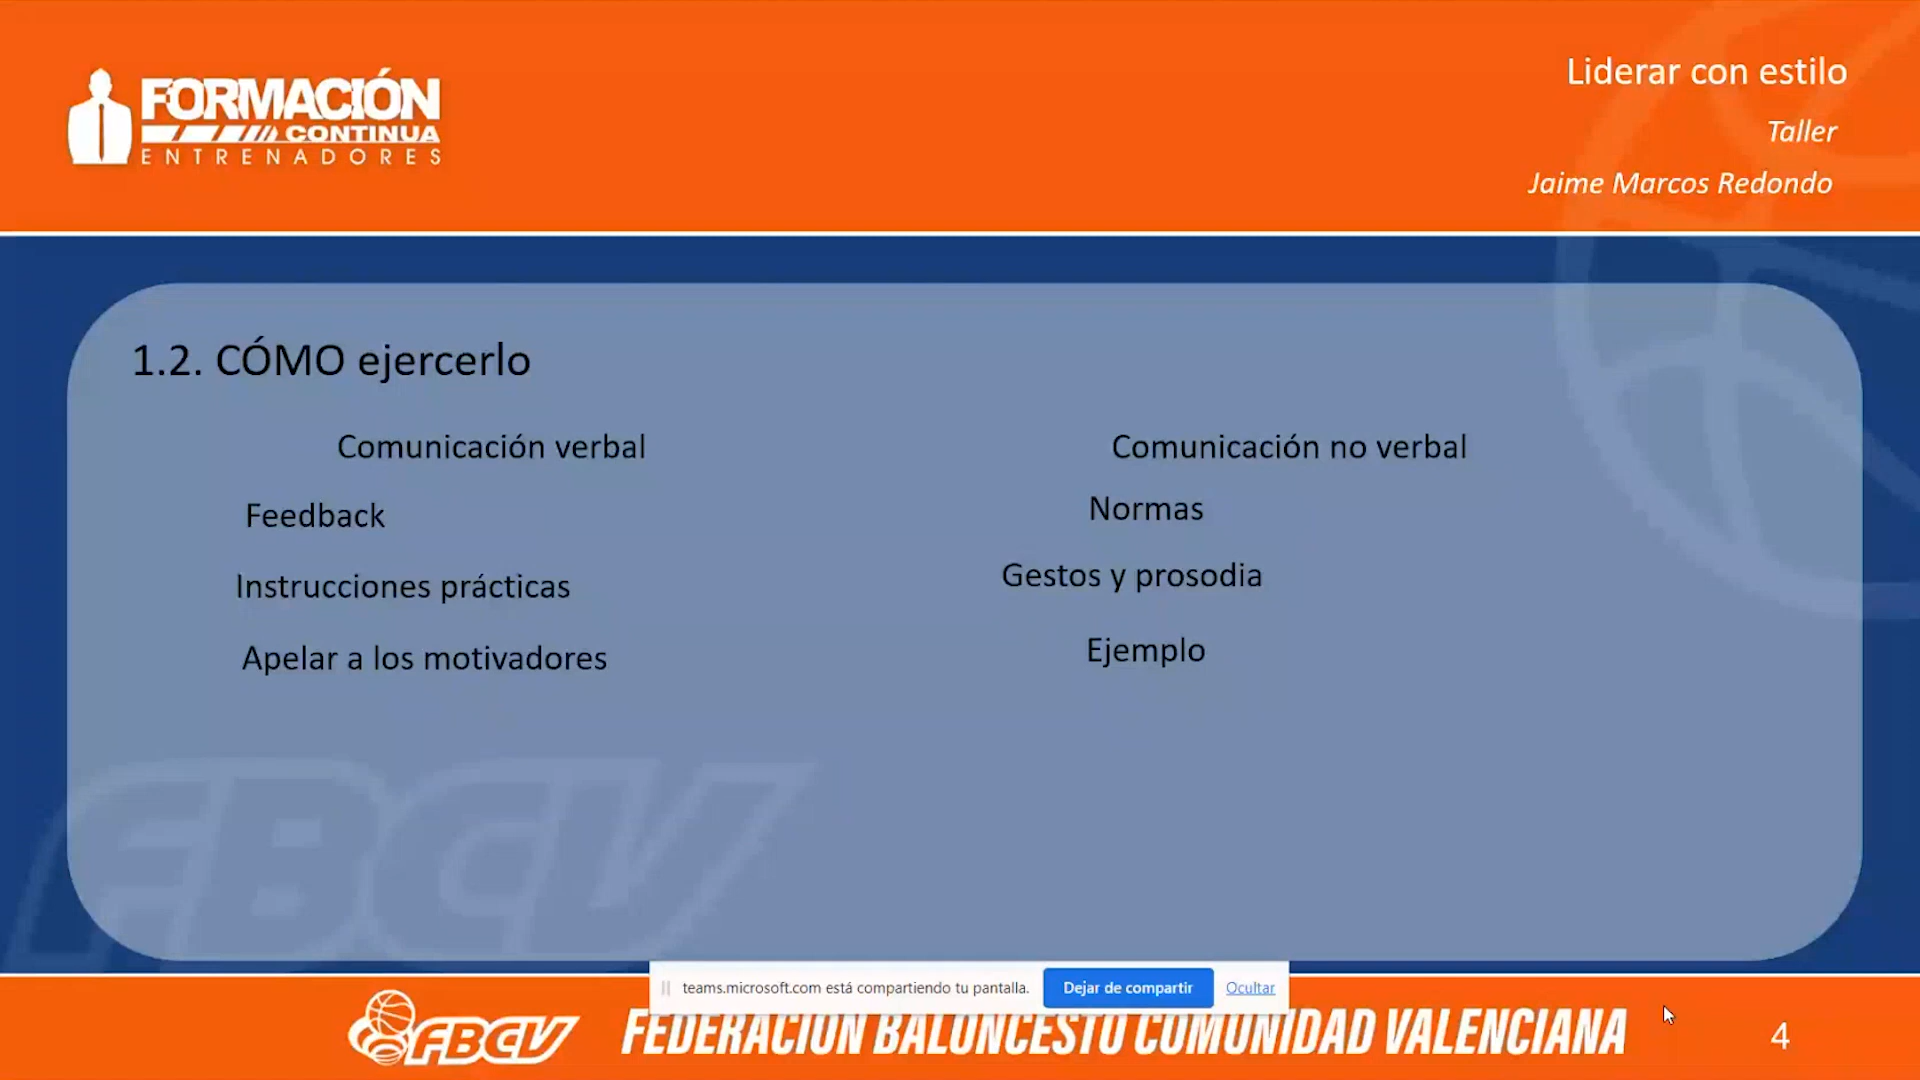 FORMACIÓN
CONTINUA
ENTRENADORES
Liderar con estilo
Taller
Jaime Marcos Redondo
1.2. CÓMO ejercerlo
Comunicación verbal
Comunicación no verbal
Feedback
Normas
Instrucciones prácticas
Gestos y prosodia
Apelar a los motivadores
Ejemplo
FBCV
teams.microsoft.com está compartiendo tu pantalla.
Dejar de compartir
Ocultar
FBCV
FEDERACIÓN BALONCESTO COMUNIDAD VALENCIANA
4